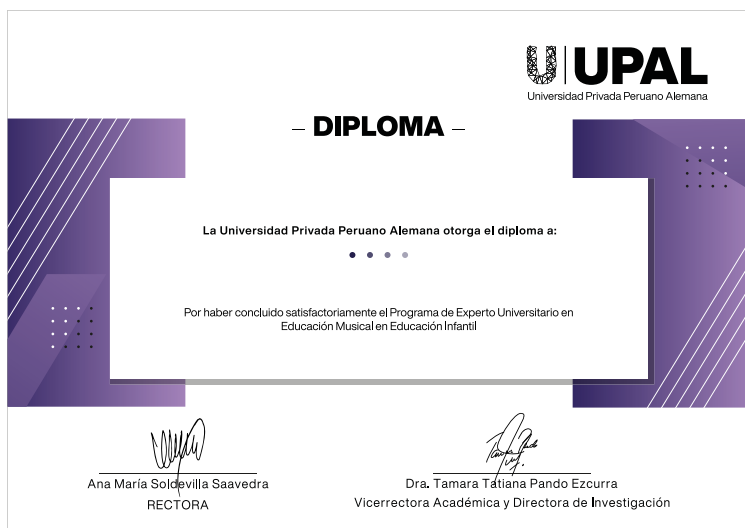 UPAL
Universidad Privada Peruano Alemana
– DIPLOMA –
La Universidad Privada Peruano Alemana otorga el diploma a:
Por haber concluido satisfactoriamente el Programa de Experto Universitario en
Educación Musical en Educación Infantil
Ana María Soldevilla Saavedra
RECTORA
Dra. Tamara Tatiana Pando Ezcurra
Vicerrectora Académica y Directora de Investigación